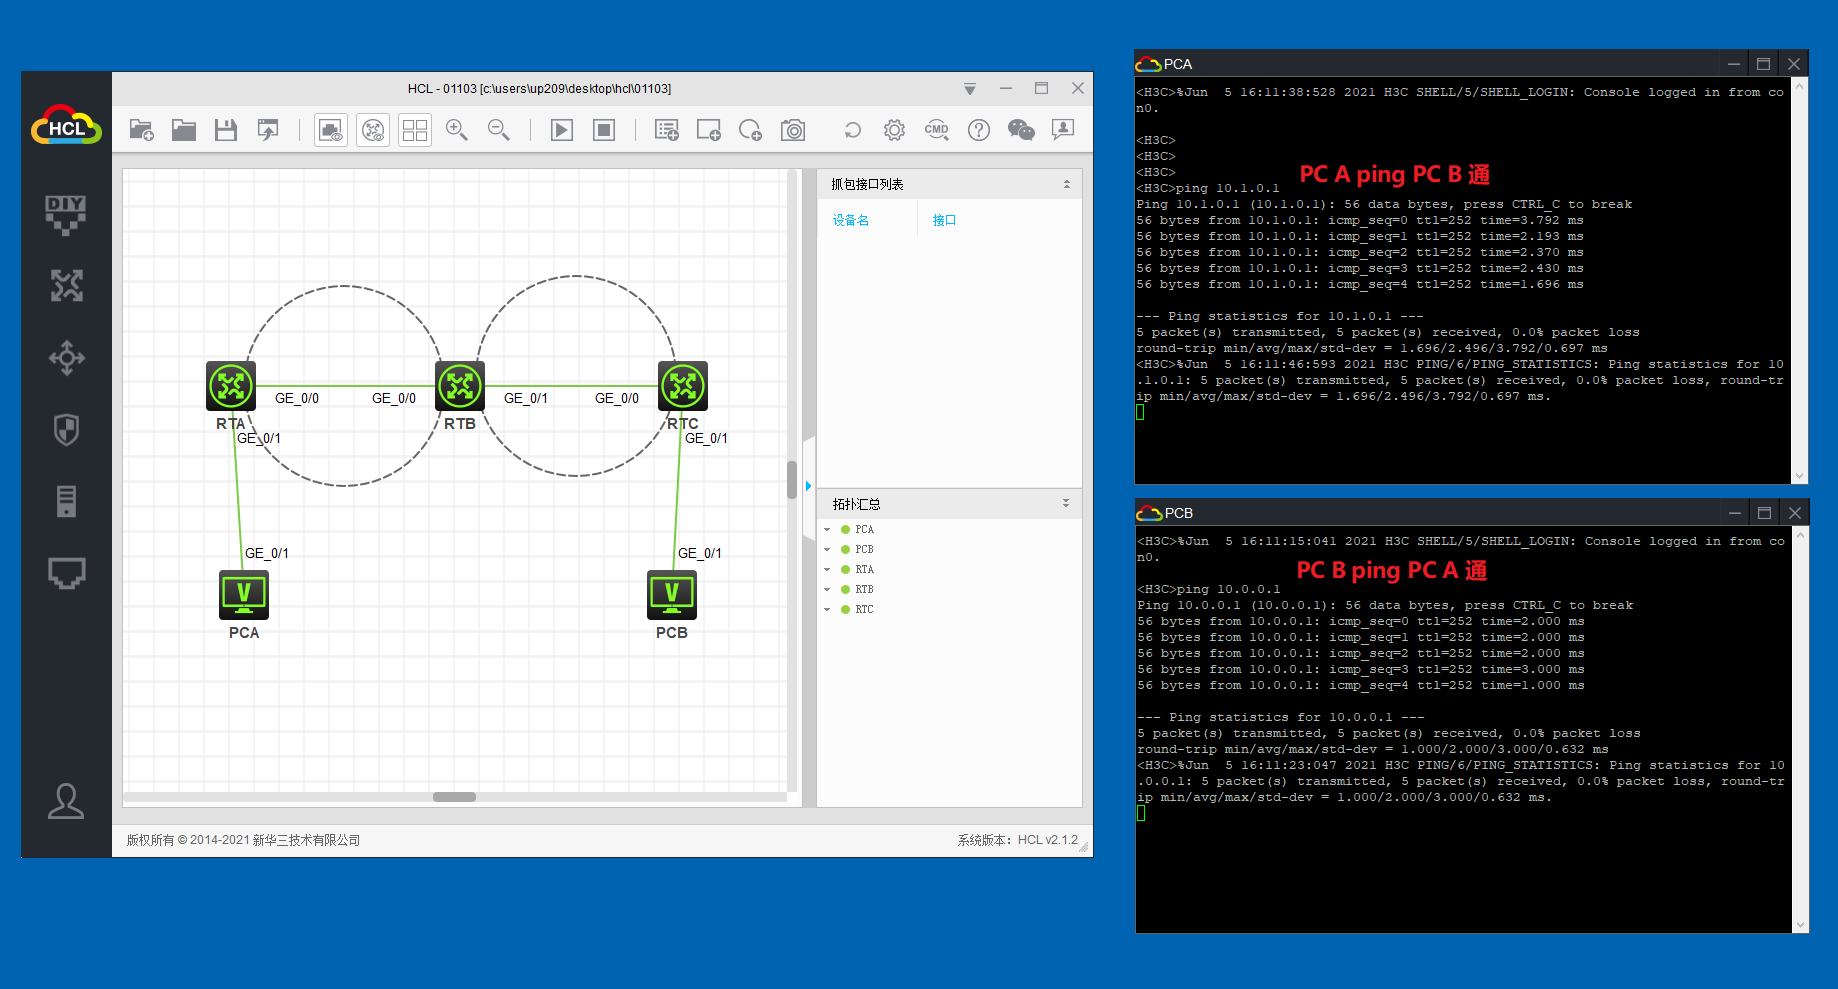 HCL - 01103 [c:\users\up209\desktop\hcl\01103]
HCL
DIY
CMD
抓包接口列表
设备名 接口
GE_0/0 GE_0/0 GE_0/1 GE_0/0
RTA RTB RTC
GE_0/1 GE_0/1
GE_0/1 GE_0/1
V V
PCA PCB
拓扑汇总
PCA
PCB
RTA
RTB
RTC
版权所有 © 2014-2021 新华三技术有限公司
系统版本: HCL v2.1.2
PCA
<H3C>%Jun  5 16:11:38:528 2021 H3C SHELL/5/SHELL_LOGIN: Console logged in from co
n0.
<H3C>
<H3C>
<H3C>
PC A ping PC B 通
<H3C>ping 10.1.0.1
Ping 10.1.0.1 (10.1.0.1): 56 data bytes, press CTRL_C to break
56 bytes from 10.1.0.1: icmp_seq=0 ttl=252 time=3.792 ms
56 bytes from 10.1.0.1: icmp_seq=1 ttl=252 time=2.193 ms
56 bytes from 10.1.0.1: icmp_seq=2 ttl=252 time=2.370 ms
56 bytes from 10.1.0.1: icmp_seq=3 ttl=252 time=2.430 ms
56 bytes from 10.1.0.1: icmp_seq=4 ttl=252 time=1.696 ms
--- Ping statistics for 10.1.0.1 ---
5 packet(s) transmitted, 5 packet(s) received, 0.0% packet loss
round-trip min/avg/max/std-dev = 1.696/2.496/3.792/0.697 ms
<H3C>%Jun  5 16:11:46:593 2021 H3C PING/6/PING_STATISTICS: Ping statistics for 10
.1.0.1: 5 packet(s) transmitted, 5 packet(s) received, 0.0% packet loss, round-tr
ip min/avg/max/std-dev = 1.696/2.496/3.792/0.697 ms.
PCB
<H3C>%Jun  5 16:11:15:041 2021 H3C SHELL/5/SHELL_LOGIN: Console logged in from co
n0.
PC B ping PC A 通
<H3C>ping 10.0.0.1
Ping 10.0.0.1 (10.0.0.1): 56 data bytes, press CTRL_C to break
56 bytes from 10.0.0.1: icmp_seq=0 ttl=252 time=2.000 ms
56 bytes from 10.0.0.1: icmp_seq=1 ttl=252 time=2.000 ms
56 bytes from 10.0.0.1: icmp_seq=2 ttl=252 time=2.000 ms
56 bytes from 10.0.0.1: icmp_seq=3 ttl=252 time=3.000 ms
56 bytes from 10.0.0.1: icmp_seq=4 ttl=252 time=1.000 ms
--- Ping statistics for 10.0.0.1 ---
5 packet(s) transmitted, 5 packet(s) received, 0.0% packet loss
round-trip min/avg/max/std-dev = 1.000/2.000/3.000/0.632 ms
<H3C>%Jun  5 16:11:23:047 2021 H3C PING/6/PING_STATISTICS: Ping statistics for 10
.0.0.1: 5 packet(s) transmitted, 5 packet(s) received, 0.0% packet loss, round-tr
ip min/avg/max/std-dev = 1.000/2.000/3.000/0.632 ms.